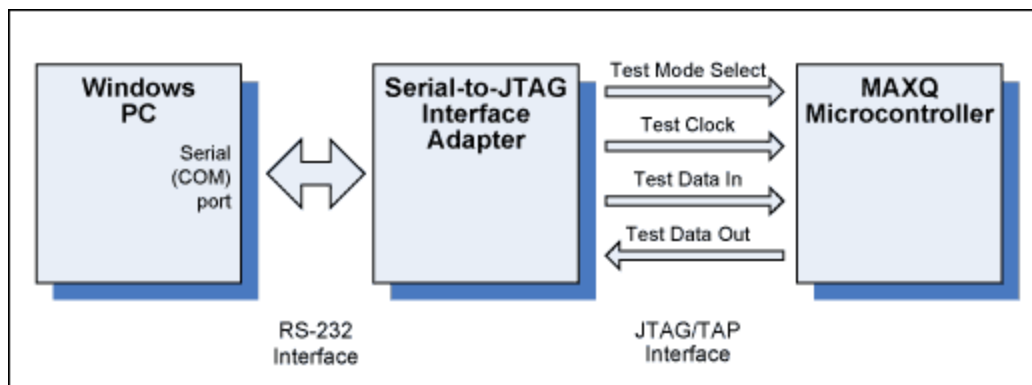 Windows
PC
Serial
(COM)
port
RS-232
Interface
Serial-to-JTAG
Interface
Adapter
Test Mode Select
Test Clock
Test Data In
Test Data Out
JTAG/TAP
Interface
MAXQ
Microcontroller